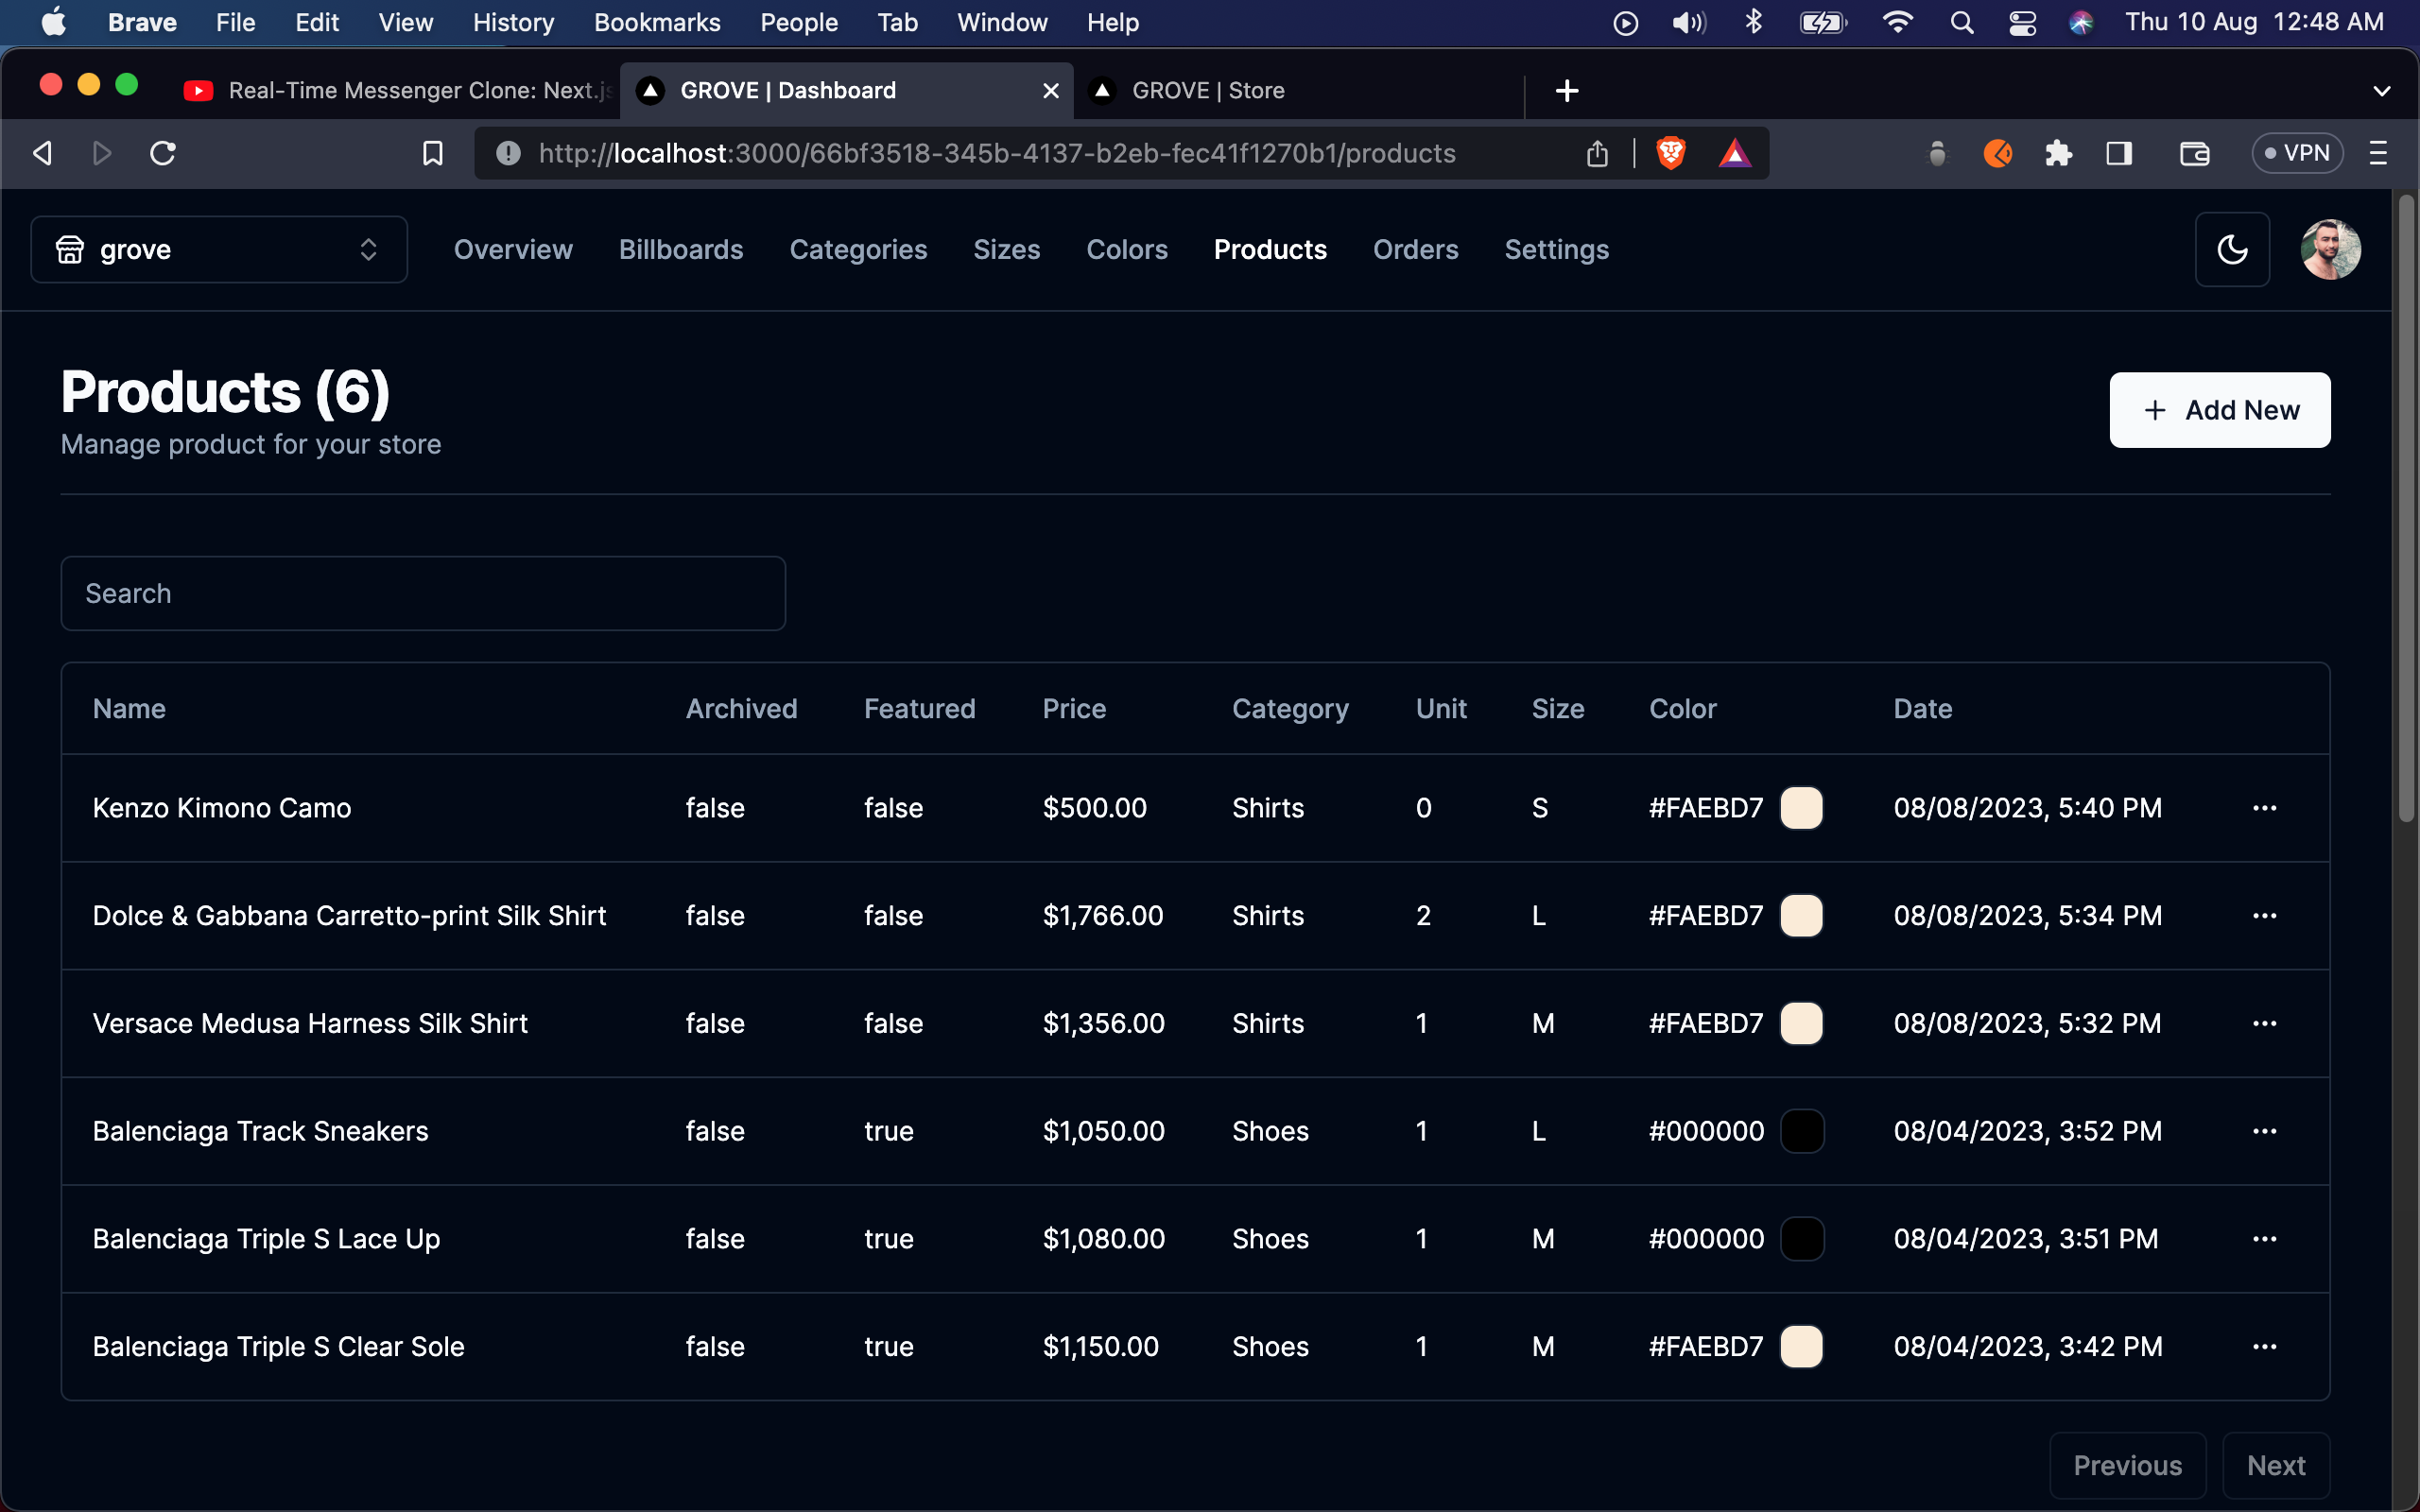 Brave File Edit View History Bookmarks People Tab Window Help Thu 10 Aug 12:48 AM
Real-Time Messenger Clone: Next.js GROVE | Dashboard GROVE | Store
http://localhost:3000/66bf3518-345b-4137-b2eb-fec41f1270b1/products VPN
grove Overview Billboards Categories Sizes Colors Products Orders Settings
Products (6)
Manage product for your store
Add New
Search
Name Archived Featured Price Category Unit Size Color Date
Kenzo Kimono Camo false false $500.00 Shirts 0 S #FAEBD7 08/08/2023, 5:40 PM
Dolce & Gabbana Carretto-print Silk Shirt false false $1,766.00 Shirts 2 L #FAEBD7 08/08/2023, 5:34 PM
Versace Medusa Harness Silk Shirt false false $1,356.00 Shirts 1 M #FAEBD7 08/08/2023, 5:32 PM
Balenciaga Track Sneakers false true $1,050.00 Shoes 1 L #000000 08/04/2023, 3:52 PM
Balenciaga Triple S Lace Up false true $1,080.00 Shoes 1 M #000000 08/04/2023, 3:51 PM
Balenciaga Triple S Clear Sole false true $1,150.00 Shoes 1 M #FAEBD7 08/04/2023, 3:42 PM
Previous Next